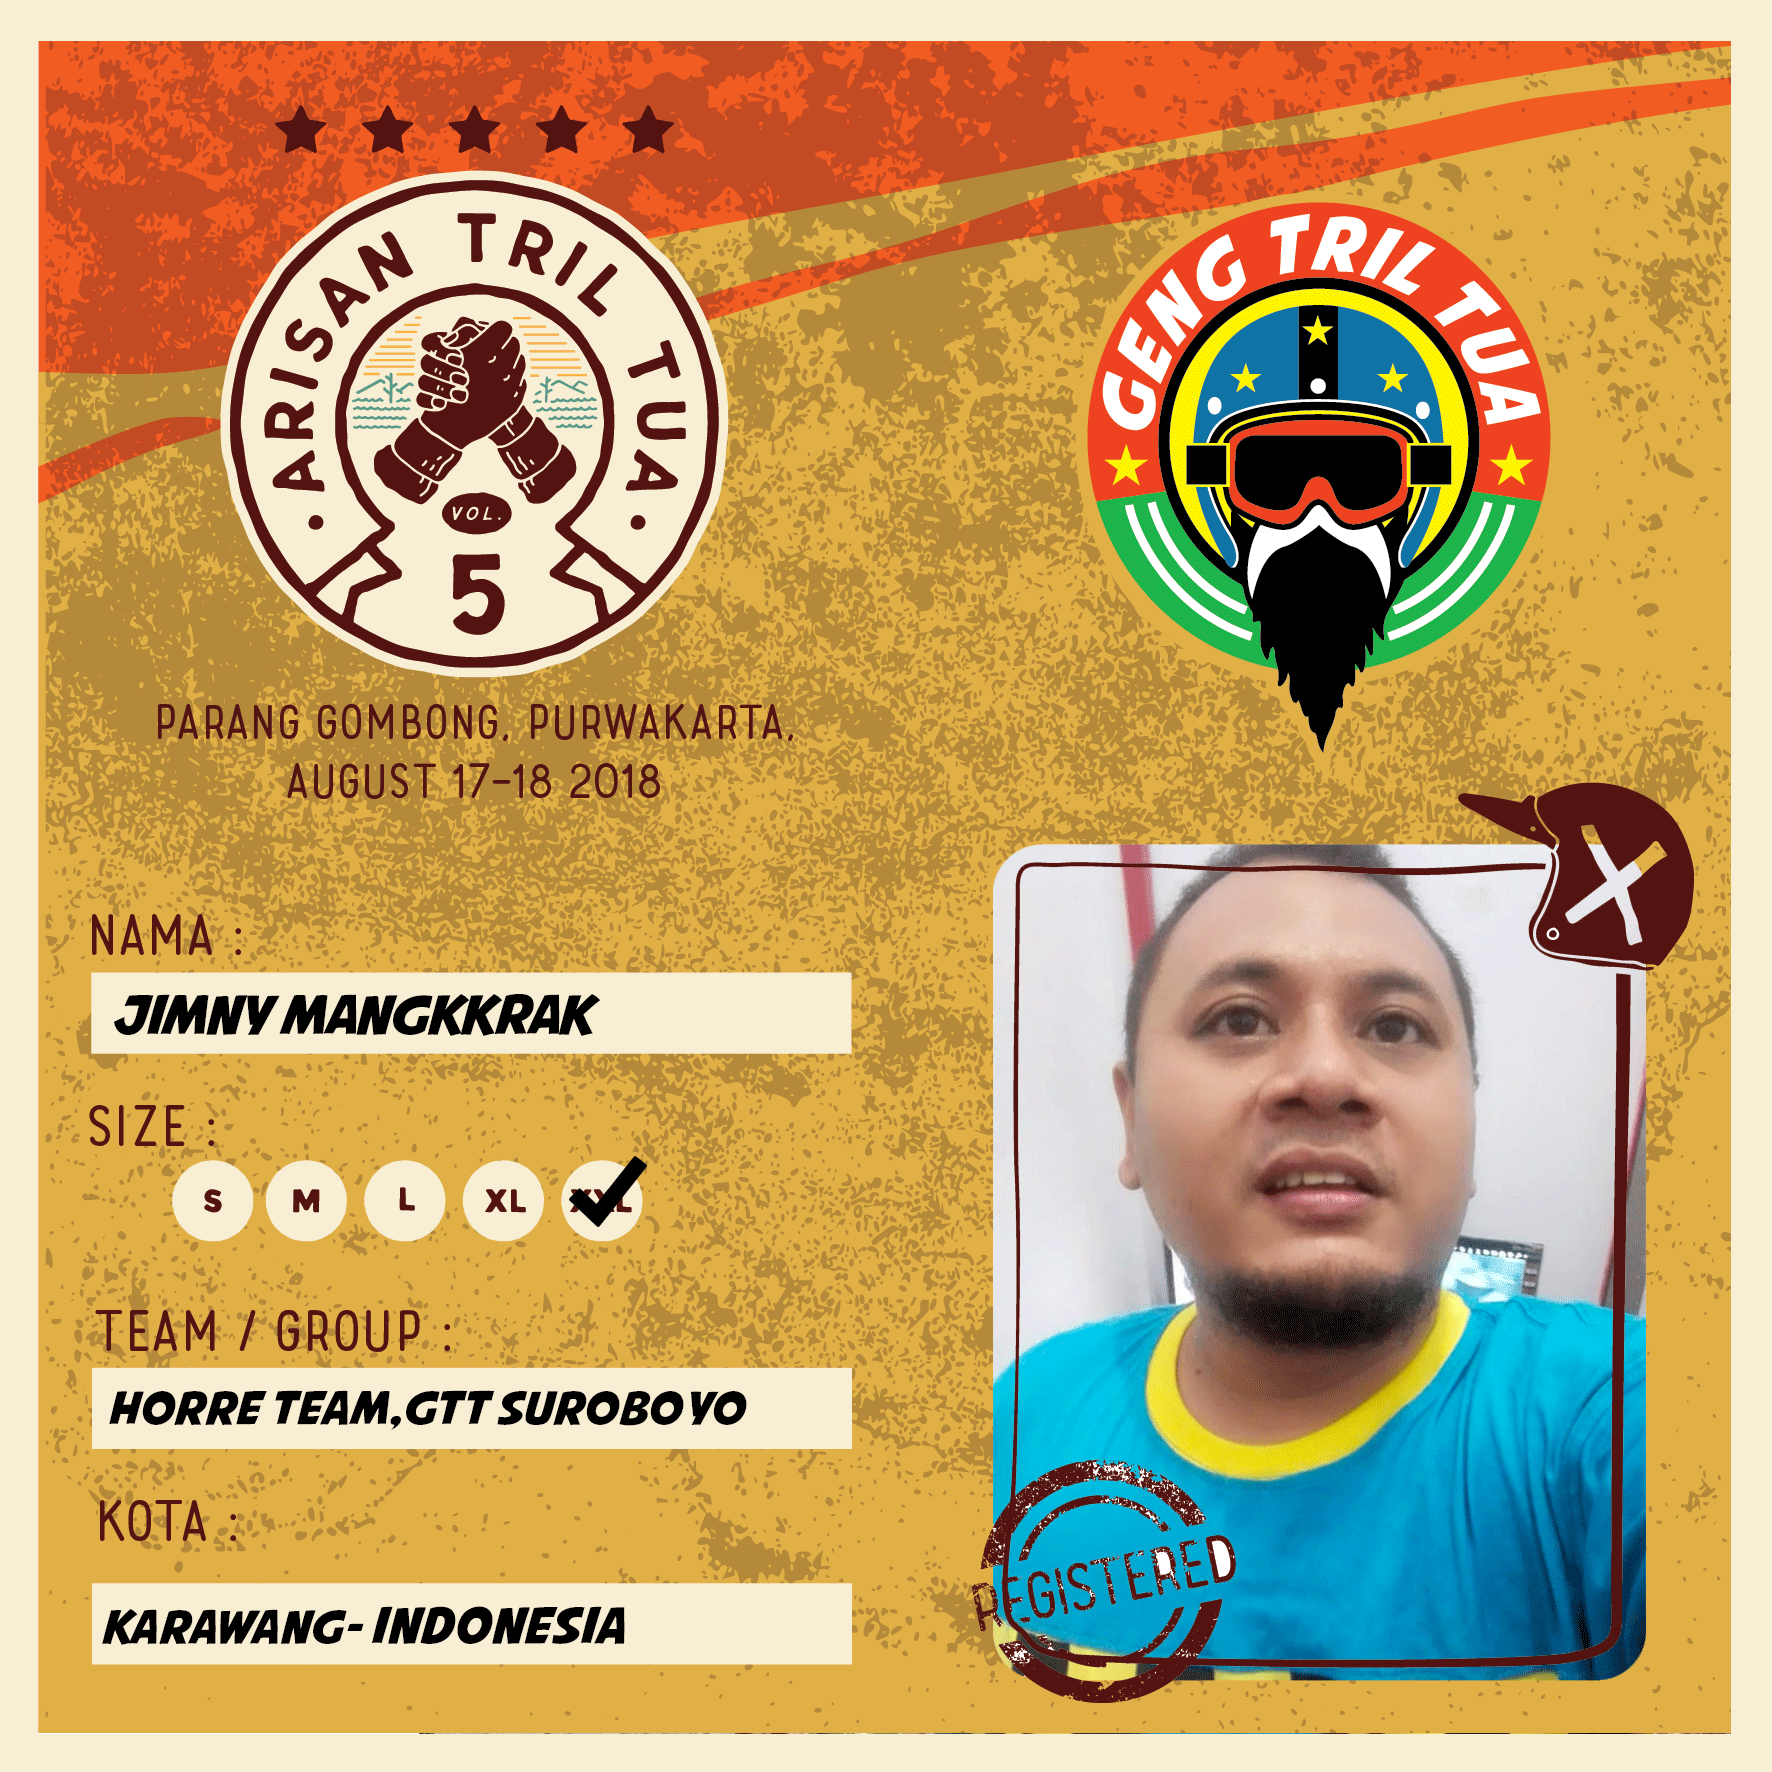 ARISAN TRIL TUA
VOL.
5
GENG TRIL TUA
PARANG GOMBONG, PURWAKARTA,
AUGUST 17-18 2018
NAMA :
JIMNY MANGKKRAK
SIZE :
S M L XL XXL
TEAM / GROUP :
HORRE TEAM,GTT SUROBOYO
KOTA :
KARAWANG- INDONESIA
REGISTERED